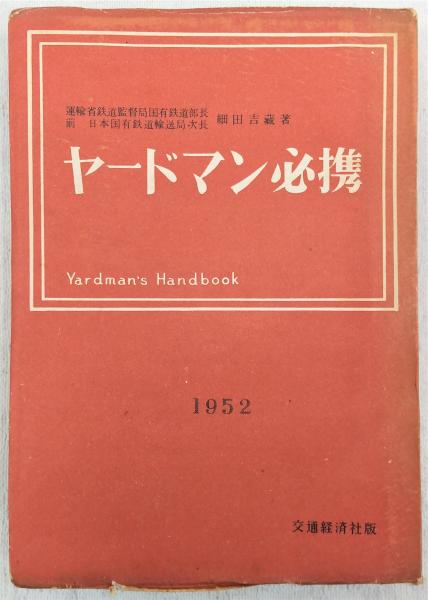 運輸省鉄道監督局国有鉄道部長
前 日本国有鉄道輸送局次長 細田吉藏著
ヤードマン必携
Yardman's Handbook
1952
交通経済社版